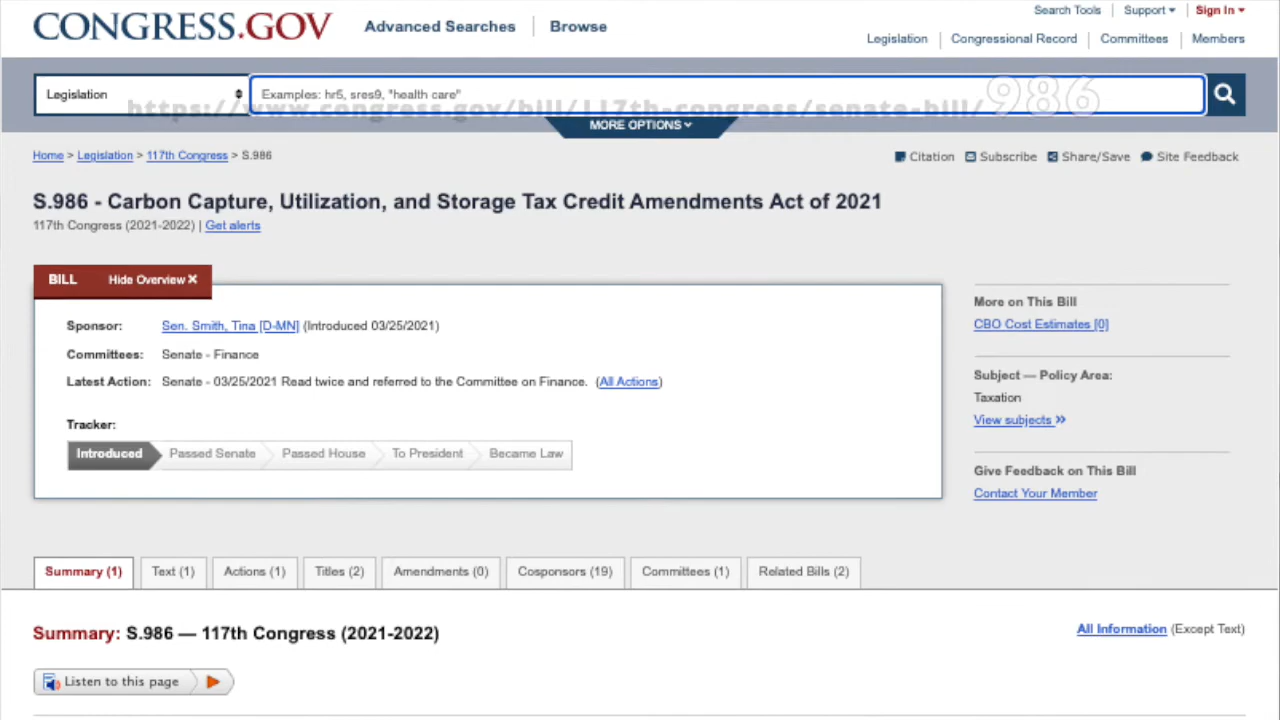 CONGRESS.GOV
Advanced Searches
Browse
Search Tools
Support
Sign In
Legislation
Congressional Record
Committees
Members
Legislation
Examples: hr5, sres9, "health care"
https://www.congress.gov/bill/117th-congress/senate-bill/986
MORE OPTIONS
Home > Legislation > 117th Congress > S.986
Citation
Subscribe
Share/Save
Site Feedback
S.986 - Carbon Capture, Utilization, and Storage Tax Credit Amendments Act of 2021
117th Congress (2021-2022) | Get alerts
BILL
Hide Overview ×
Sponsor: Sen. Smith, Tina [D-MN] (Introduced 03/25/2021)
Committees: Senate - Finance
Latest Action: Senate - 03/25/2021 Read twice and referred to the Committee on Finance. (All Actions)
Tracker:
Introduced
Passed Senate
Passed House
To President
Became Law
More on This Bill
CBO Cost Estimates [0]
Subject — Policy Area:
Taxation
View subjects »
Give Feedback on This Bill
Contact Your Member
Summary (1)
Text (1)
Actions (1)
Titles (2)
Amendments (0)
Cosponsors (19)
Committees (1)
Related Bills (2)
Summary: S.986 — 117th Congress (2021-2022)
All Information (Except Text)
Listen to this page